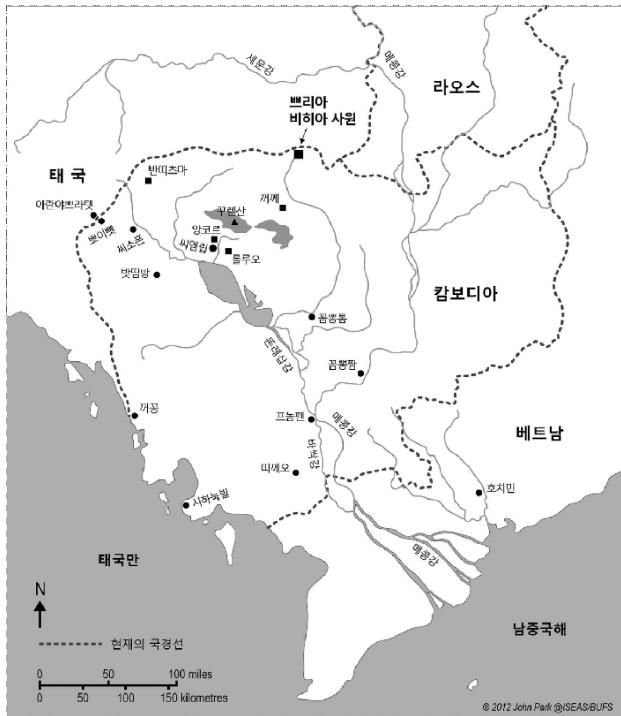 세문강
메콩강
라오스
쁘리아
비히아 사원
태 국
반띠츠마
꺼께
아란야쁘라탯
꾸렌산
뽀이뻿
앙코르
씨소폰
씨엠립
롤루오
밧땀방
캄보디아
꼼뽕톰
똔레삽강
꼼뽕짬
꺼꽁
프놈펜
메콩강
베트남
바싹강
따께오
호치민
시하눅빌
태국만
메콩강
남중국해
N
현재의 국경선
0 50 100 miles
0 50 100 150 kilometres
© 2012 John Park @ISEAS/BUFS